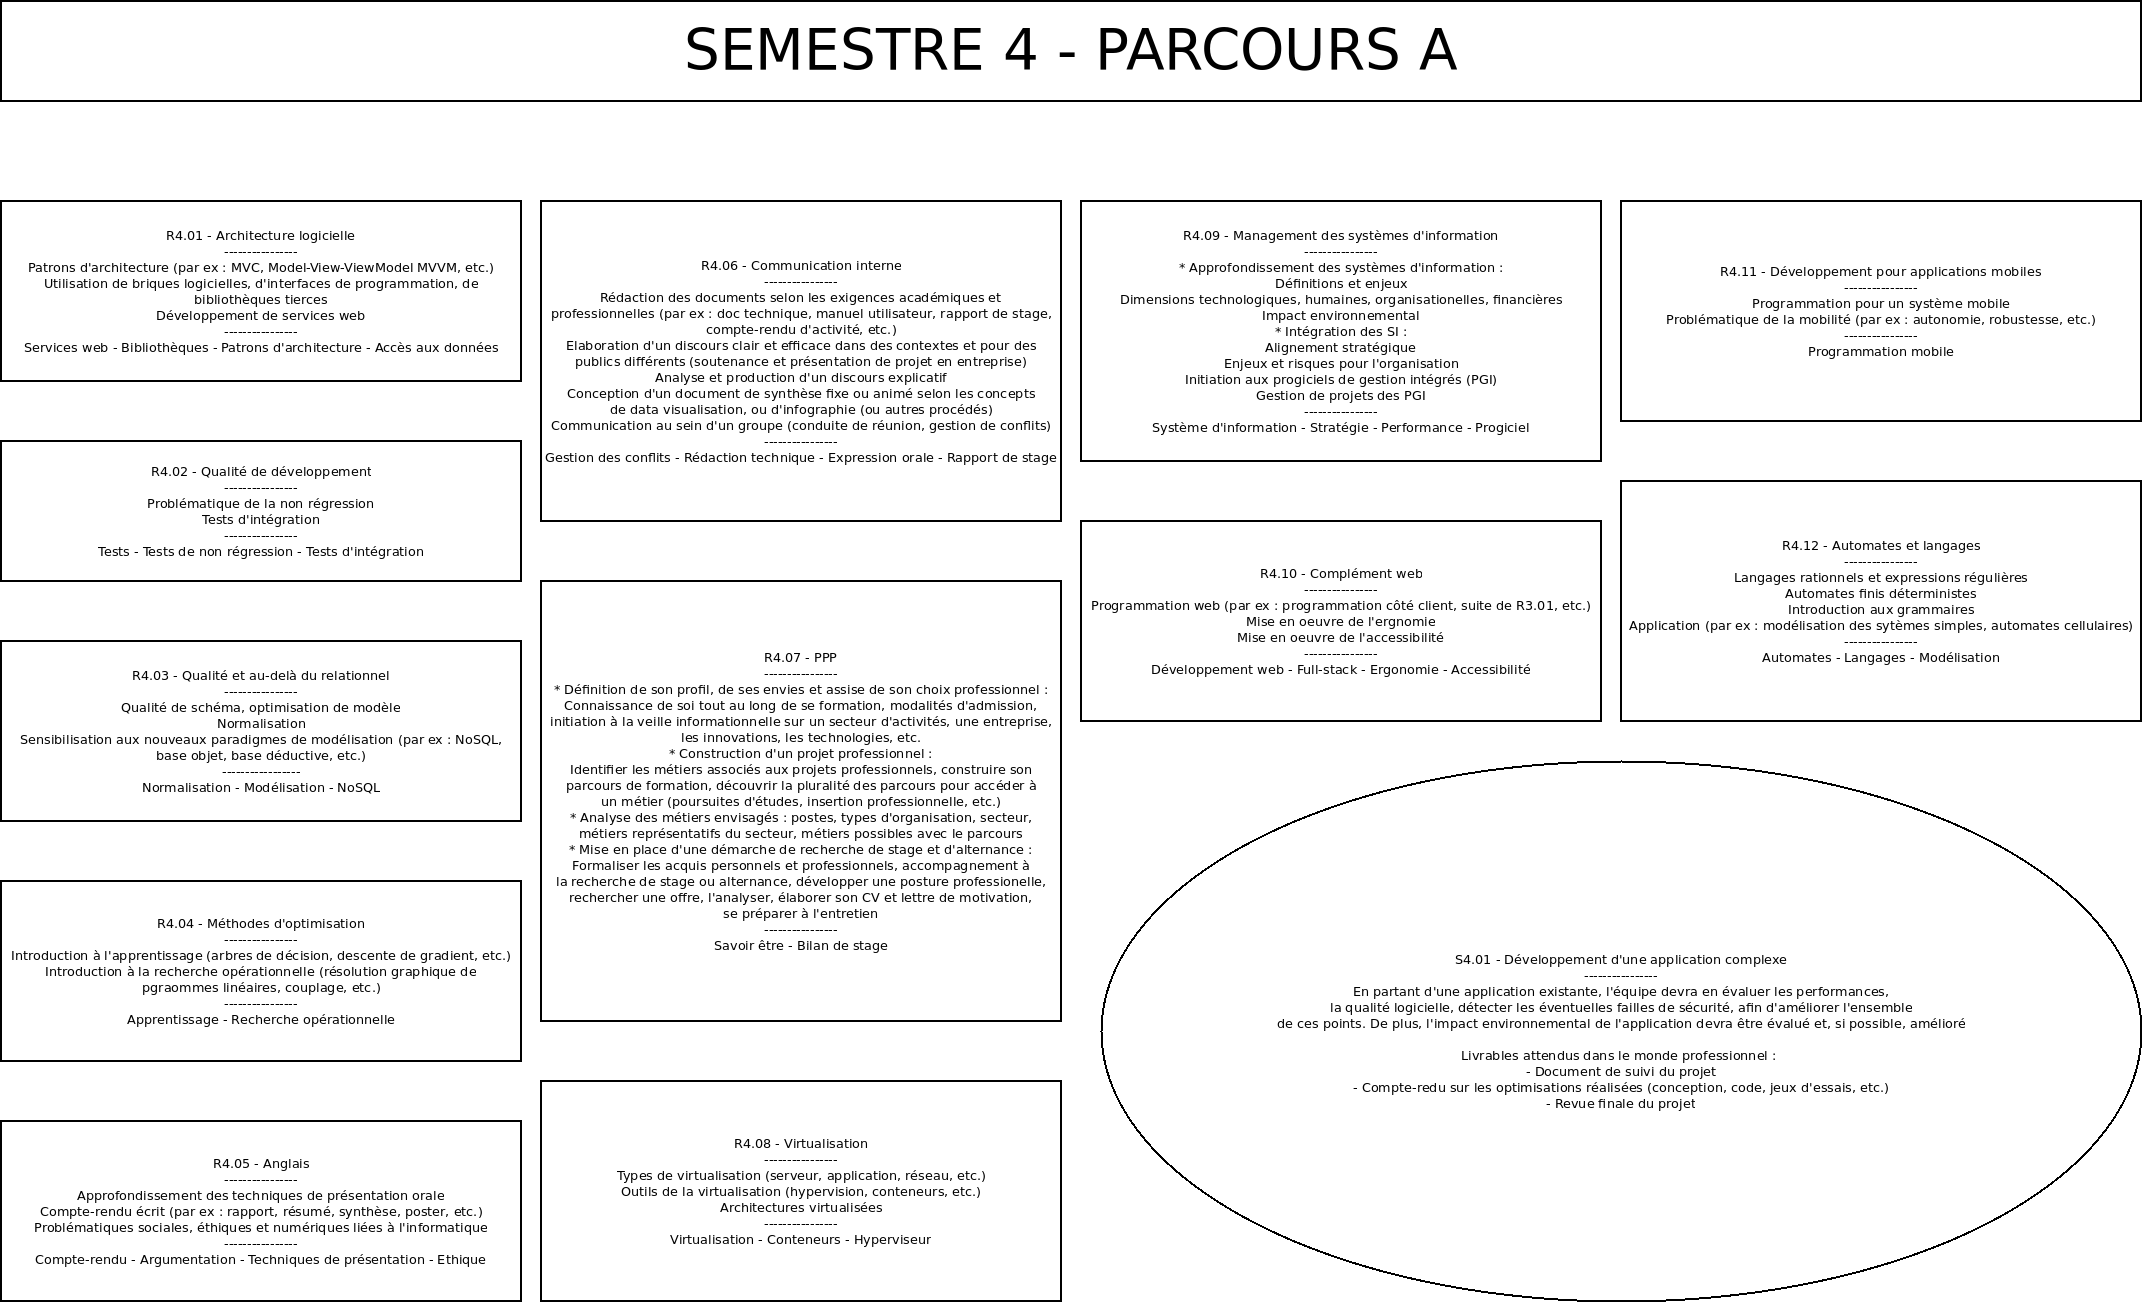 SEMESTRE 4 - PARCOURS A
R4.01 - Architecture logicielle
----------------
Patrons d'architecture (par ex : MVC, Model-View-ViewModel MVVM, etc.)
Utilisation de briques logicielles, d'interfaces de programmation, de
bibliothèques tierces
Développement de services web
----------------
Services web - Bibliothèques - Patrons d'architecture - Accès aux données
R4.02 - Qualité de développement
----------------
Problématique de la non régression
Tests d'intégration
----------------
Tests - Tests de non régression - Tests d'intégration
R4.03 - Qualité et au-delà du relationnel
----------------
Qualité de schéma, optimisation de modèle
Normalisation
Sensibilisation aux nouveaux paradigmes de modélisation (par ex : NoSQL,
base objet, base déductive, etc.)
-----------------
Normalisation - Modélisation - NoSQL
R4.04 - Méthodes d'optimisation
----------------
Introduction à l'apprentissage (arbres de décision, descente de gradient, etc.)
Introduction à la recherche opérationnelle (résolution graphique de
pgraommes linéaires, couplage, etc.)
----------------
Apprentissage - Recherche opérationnelle
R4.05 - Anglais
----------------
Approfondissement des techniques de présentation orale
Compte-rendu écrit (par ex : rapport, résumé, synthèse, poster, etc.)
Problématiques sociales, éthiques et numériques liées à l'informatique
----------------
Compte-rendu - Argumentation - Techniques de présentation - Ethique
R4.06 - Communication interne
----------------
Rédaction des documents selon les exigences académiques et
professionnelles (par ex : doc technique, manuel utilisateur, rapport de stage,
compte-rendu d'activité, etc.)
Elaboration d'un discours clair et efficace dans des contextes et pour des
publics différents (soutenance et présentation de projet en entreprise)
Analyse et production d'un discours explicatif
Conception d'un document de synthèse fixe ou animé selon les concepts
de data visualisation, ou d'infographie (ou autres procédés)
Communication au sein d'un groupe (conduite de réunion, gestion de conflits)
----------------
Gestion des conflits - Rédaction technique - Expression orale - Rapport de stage
R4.07 - PPP
----------------
* Définition de son profil, de ses envies et assise de son choix professionnel :
Connaissance de soi tout au long de se formation, modalités d'admission,
initiation à la veille informationnelle sur un secteur d'activités, une entreprise,
les innovations, les technologies, etc.
* Construction d'un projet professionnel :
Identifier les métiers associés aux projets professionnels, construire son
parcours de formation, découvrir la pluralité des parcours pour accéder à
un métier (poursuites d'études, insertion professionnelle, etc.)
* Analyse des métiers envisagés : postes, types d'organisation, secteur,
métiers représentatifs du secteur, métiers possibles avec le parcours
* Mise en place d'une démarche de recherche de stage et d'alternance :
Formaliser les acquis personnels et professionnels, accompagnement à
la recherche de stage ou alternance, développer une posture professionelle,
rechercher une offre, l'analyser, élaborer son CV et lettre de motivation,
se préparer à l'entretien
----------------
Savoir être - Bilan de stage
R4.08 - Virtualisation
----------------
Types de virtualisation (serveur, application, réseau, etc.)
Outils de la virtualisation (hypervision, conteneurs, etc.)
Architectures virtualisées
----------------
Virtualisation - Conteneurs - Hyperviseur
R4.09 - Management des systèmes d'information
----------------
* Approfondissement des systèmes d'information :
Définitions et enjeux
Dimensions technologiques, humaines, organisationelles, financières
Impact environnemental
* Intégration des SI :
Alignement stratégique
Enjeux et risques pour l'organisation
Initiation aux progiciels de gestion intégrés (PGI)
Gestion de projets des PGI
----------------
Système d'information - Stratégie - Performance - Progiciel
R4.10 - Complément web
----------------
Programmation web (par ex : programmation côté client, suite de R3.01, etc.)
Mise en oeuvre de l'ergnomie
Mise en oeuvre de l'accessibilité
----------------
Développement web - Full-stack - Ergonomie - Accessibilité
R4.11 - Développement pour applications mobiles
----------------
Programmation pour un système mobile
Problématique de la mobilité (par ex : autonomie, robustesse, etc.)
----------------
Programmation mobile
R4.12 - Automates et langages
----------------
Langages rationnels et expressions régulières
Automates finis déterministes
Introduction aux grammaires
Application (par ex : modélisation des sytèmes simples, automates cellulaires)
----------------
Automates - Langages - Modélisation
S4.01 - Développement d'une application complexe
----------------
En partant d'une application existante, l'équipe devra en évaluer les performances,
la qualité logicielle, détecter les éventuelles failles de sécurité, afin d'améliorer l'ensemble
de ces points. De plus, l'impact environnemental de l'application devra être évalué et, si possible, amélioré
Livrables attendus dans le monde professionnel :
- Document de suivi du projet
- Compte-redu sur les optimisations réalisées (conception, code, jeux d'essais, etc.)
- Revue finale du projet